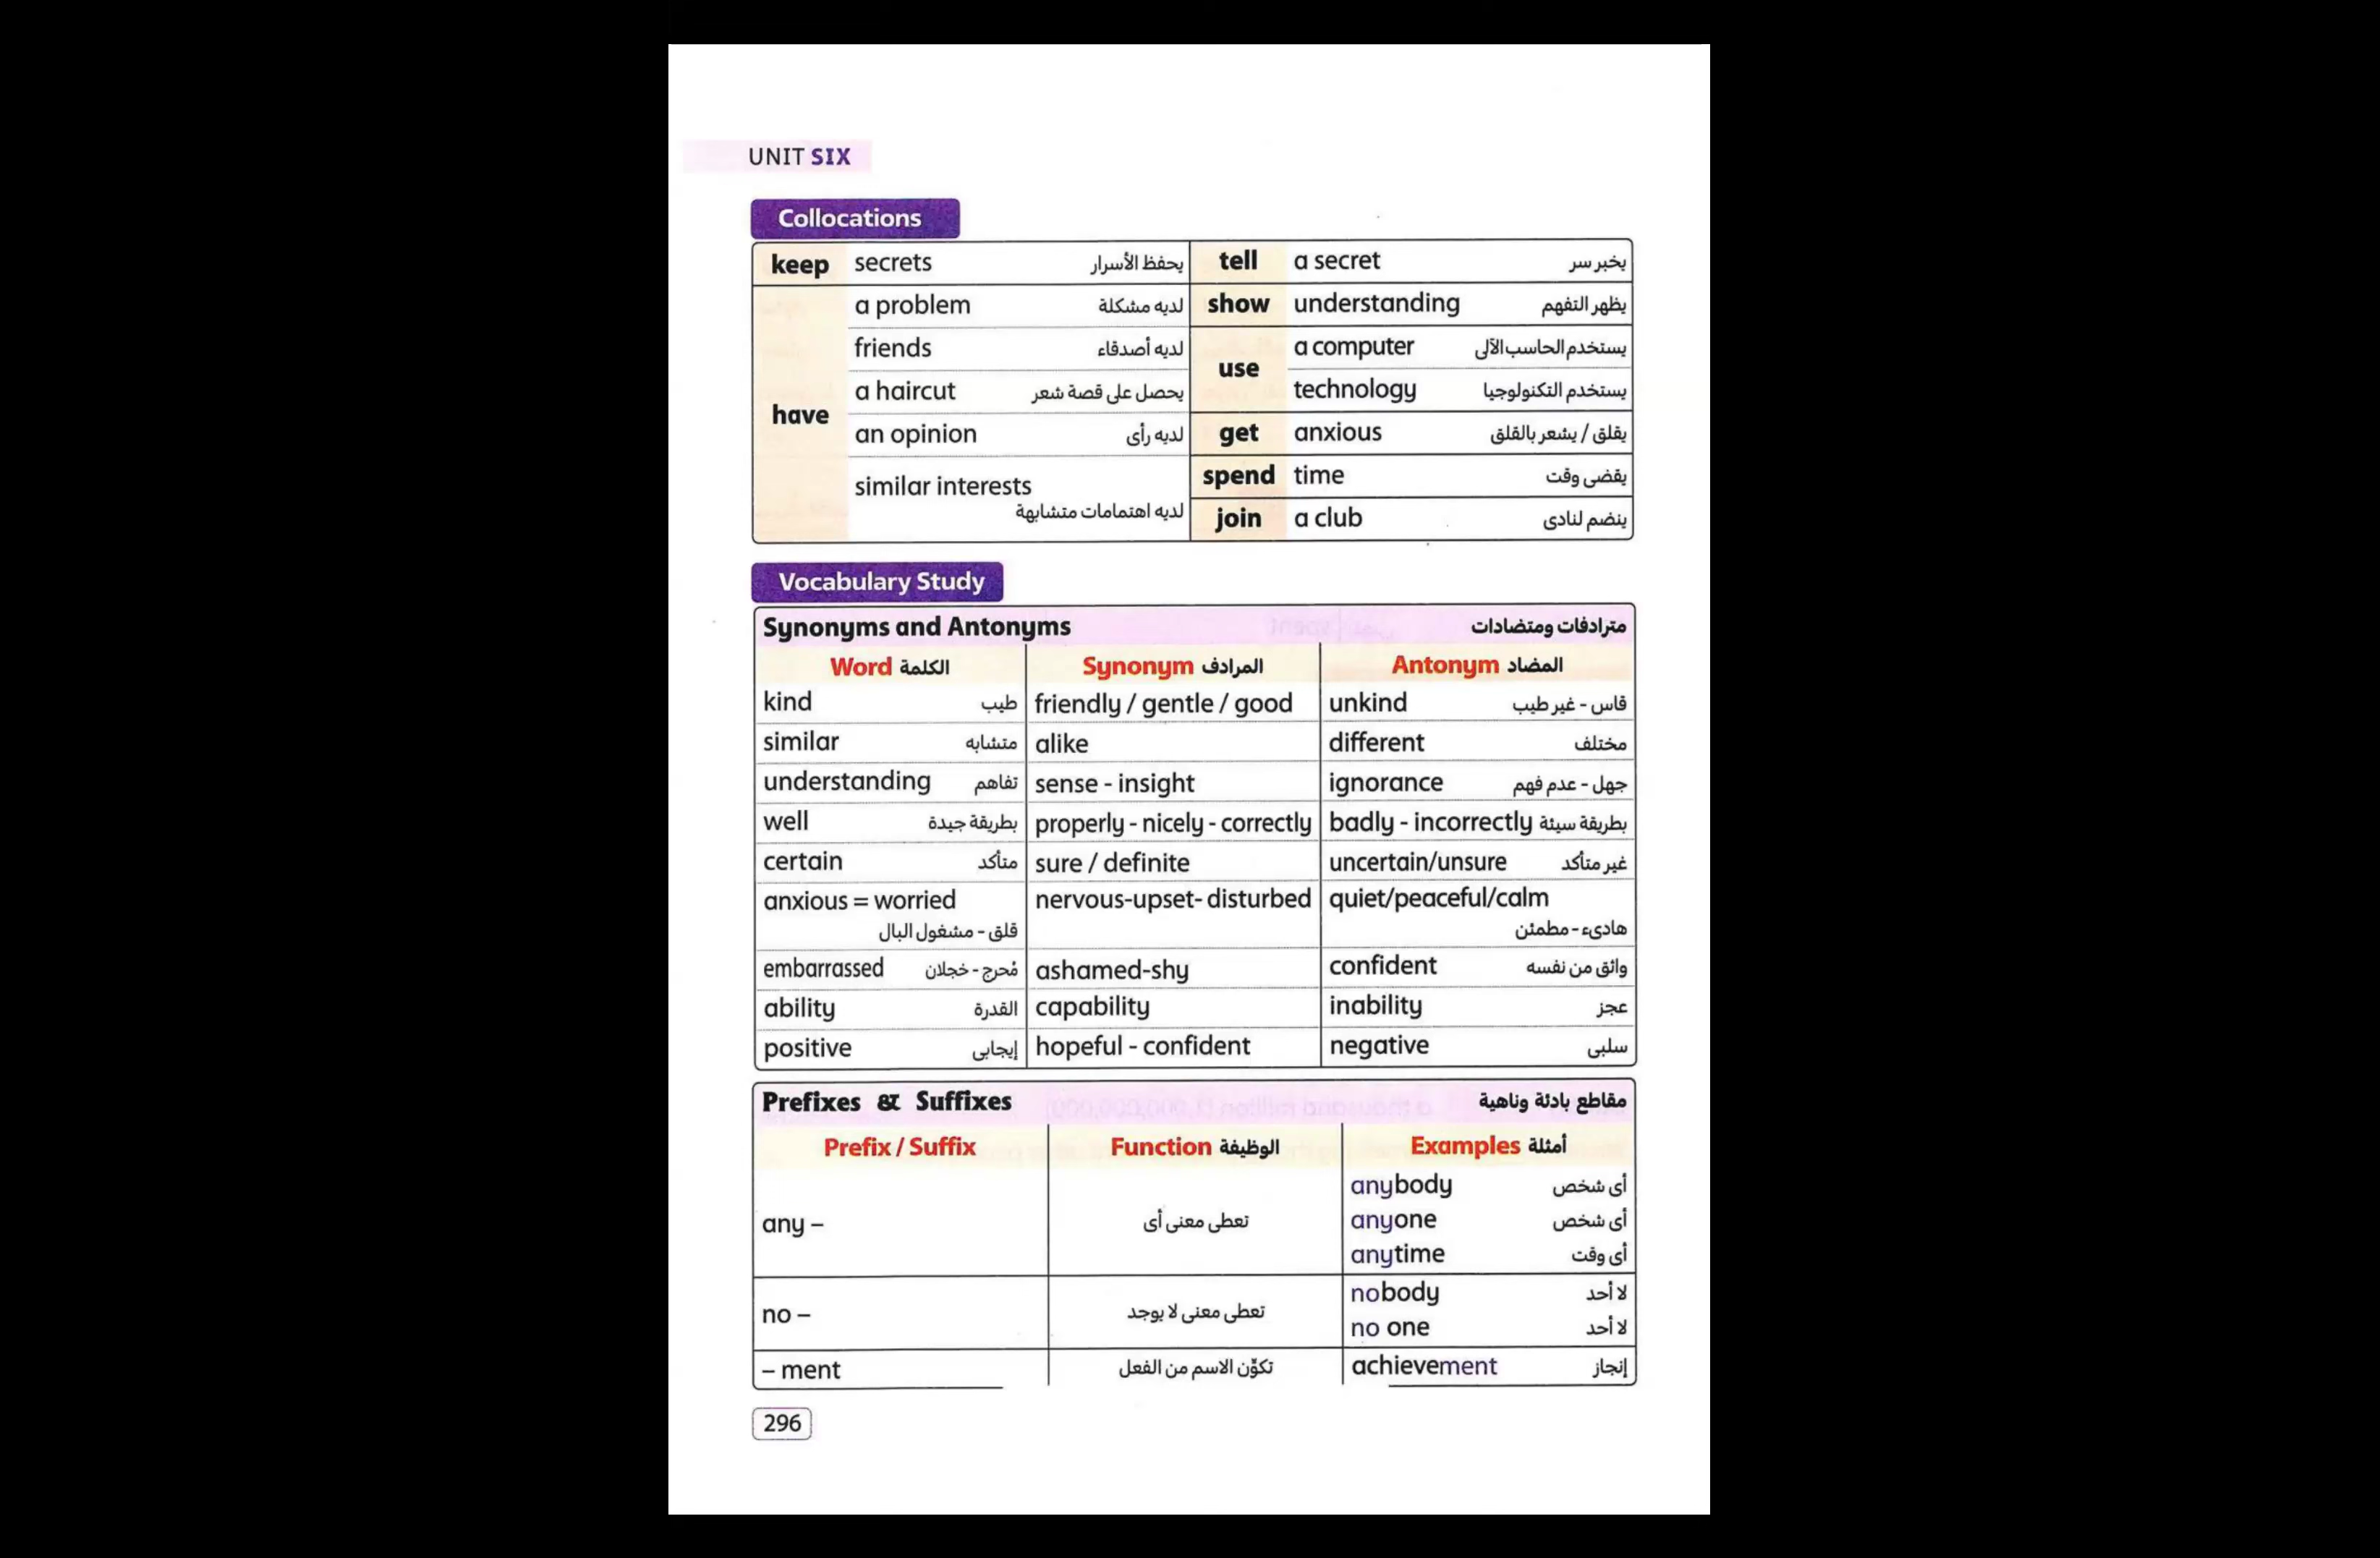 UNIT SIX
Collocations
keep secrets يحفظ الأسرار
have a problem لديه مشكلة
friends لديه أصدقاء
a haircut يحصل على قصة شعر
an opinion لديه رأى
similar interests
لديه اهتمامات متشابهة
tell a secret يخبر سر
show understanding يظهر التفهم
use a computer يستخدم الحاسب الآلى
technology يستخدم التكنولوجيا
get anxious يقلق / يشعر بالقلق
spend time يقضى وقت
join a club ينضم لنادى
Vocabulary Study
Synonyms and Antonyms مترادفات ومتضادات
Word الكلمة Synonym المرادف Antonym المضاد
kind طيب friendly / gentle / good unkind قاس - غير طيب
similar متشابه alike different مختلف
understanding تفاهم sense - insight ignorance جهل - عدم فهم
well بطريقة جيدة properly - nicely - correctly badly - incorrectly بطريقة سيئة
certain متأكد sure / definite uncertain/unsure غير متأكد
anxious = worried nervous-upset- disturbed quiet/peaceful/calm
قلق - مشغول البال هادىء - مطمئن
embarrassed مُحرج - خجلان ashamed-shy confident واثق من نفسه
ability القدرة capability inability عجز
positive إيجابى hopeful - confident negative سلبى
Prefixes & Suffixes مقاطع بادئة وناهية
Prefix / Suffix Function الوظيفة Examples أمثلة
any – تعطى معنى أى anybody أى شخص
anyone أى شخص
anytime أى وقت
no – تعطى معنى لا يوجد nobody لا أحد
no one لا أحد
– ment تكوّن الاسم من الفعل achievement إنجاز
296